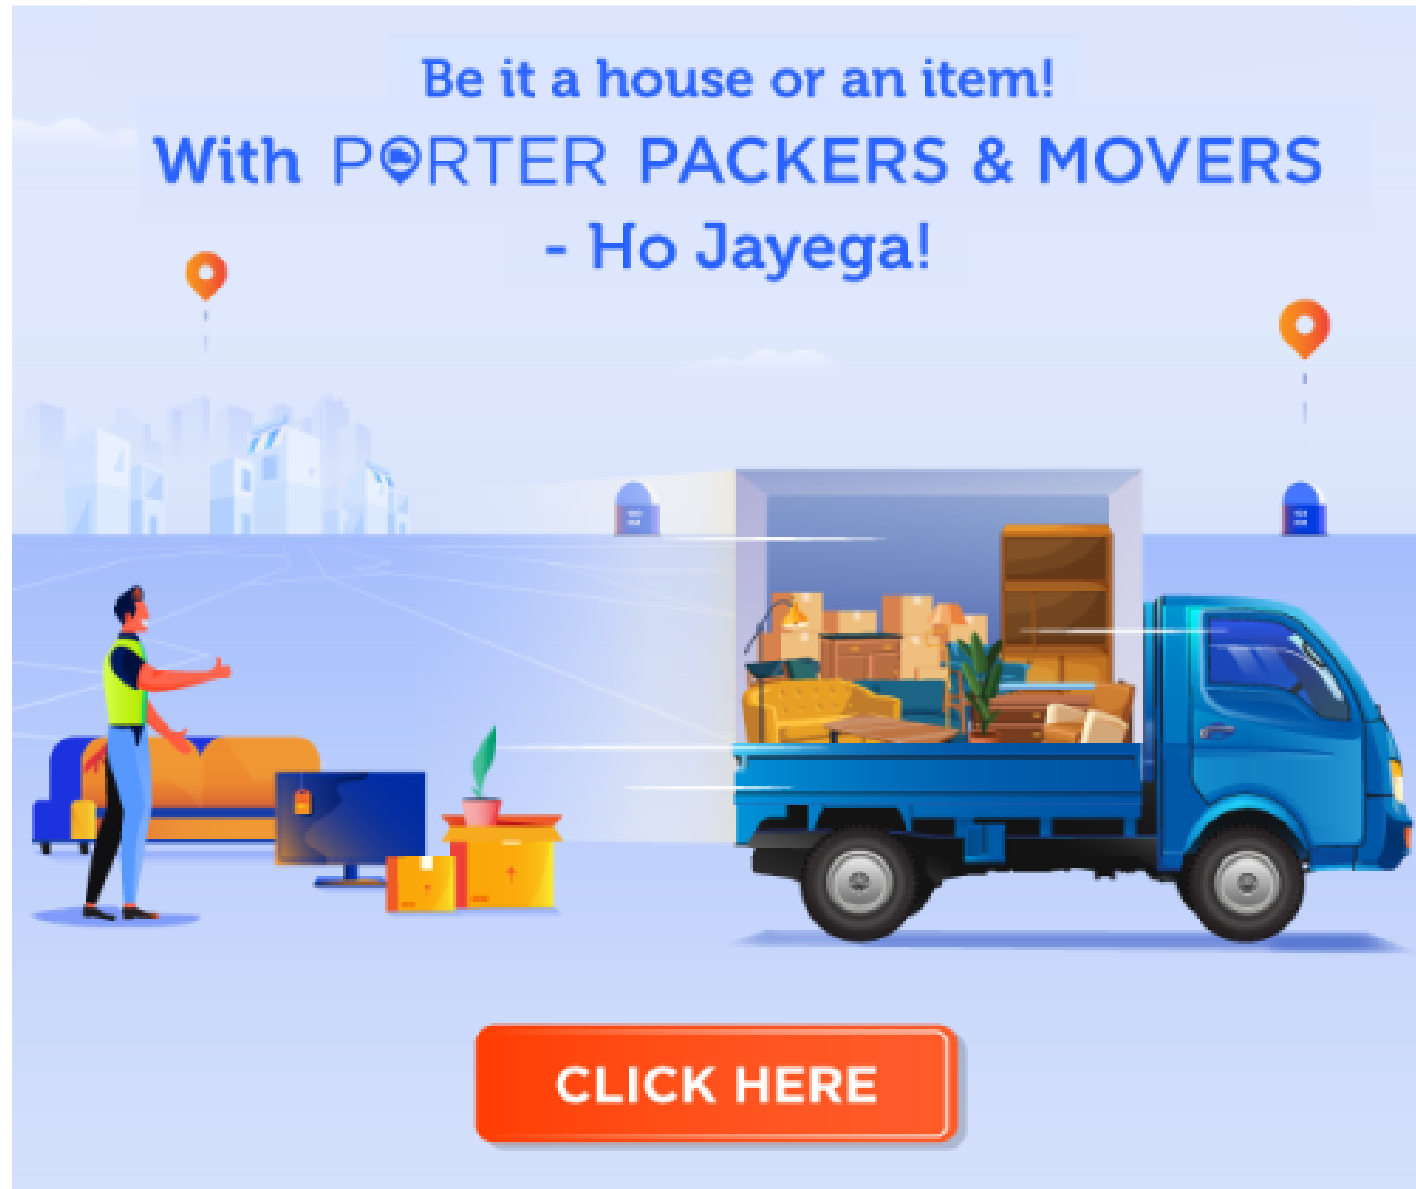 Be it a house or an item!
With PORTER PACKERS & MOVERS
- Ho Jayega!
CLICK HERE